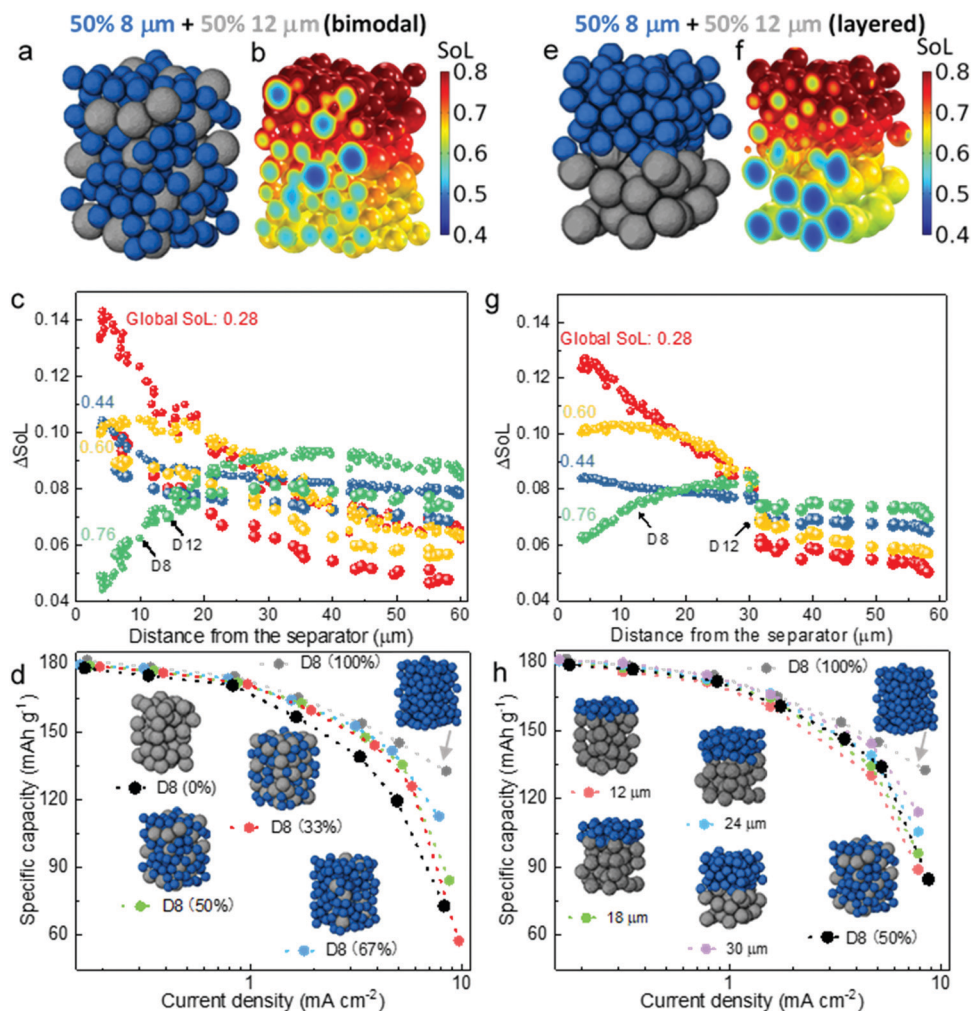 50% 8 μm + 50% 12 μm (bimodal)
50% 8 μm + 50% 12 μm (layered)
a
b
SoL
0.8
0.7
0.6
0.5
0.4
e
f
SoL
0.8
0.7
0.6
0.5
0.4
c
0.14
0.12
0.10
0.08
0.06
0.04
ΔSoL
Global SoL: 0.28
0.44
0.60
0.76
D8
D12
0 10 20 30 40 50 60
Distance from the separator (μm)
g
0.14
0.12
0.10
0.08
0.06
0.04
ΔSoL
Global SoL: 0.28
0.60
0.44
0.76
D8
D12
0 10 20 30 40 50 60
Distance from the separator (μm)
d
180
150
120
90
60
Specific capacity (mAh g⁻¹)
D8 (100%)
D8 (0%)
D8 (33%)
D8 (50%)
D8 (67%)
1 10
Current density (mA cm⁻²)
h
180
150
120
90
60
Specific capacity (mAh g⁻¹)
D8 (100%)
12 μm
24 μm
18 μm
30 μm
D8 (50%)
1 10
Current density (mA cm⁻²)